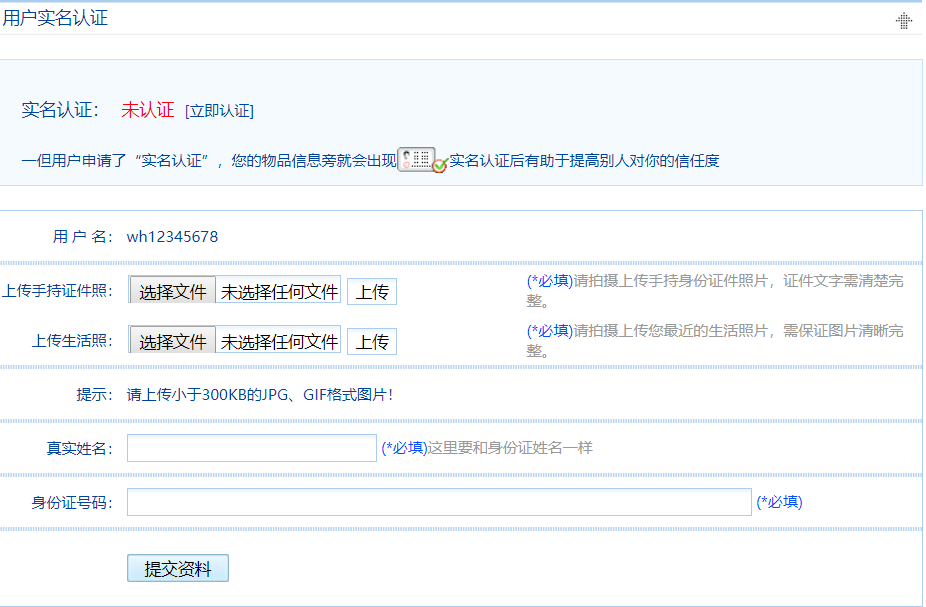 用户实名认证
实名认证： 未认证 [立即认证]
一但用户申请了“实名认证”，您的物品信息旁就会出现实名认证后有助于提高别人对你的信任度
用 户 名： wh12345678
上传手持证件照： 选择文件 未选择任何文件 上传 (*必填)请拍摄上传手持身份证件照片，证件文字需清楚完
整。
上传生活照： 选择文件 未选择任何文件 上传 (*必填)请拍摄上传您最近的生活照片，需保证图片清晰完
整。
提示： 请上传小于300KB的JPG、GIF格式图片！
真实姓名： (*必填)这里要和身份证姓名一样
身份证号码： (*必填)
提交资料